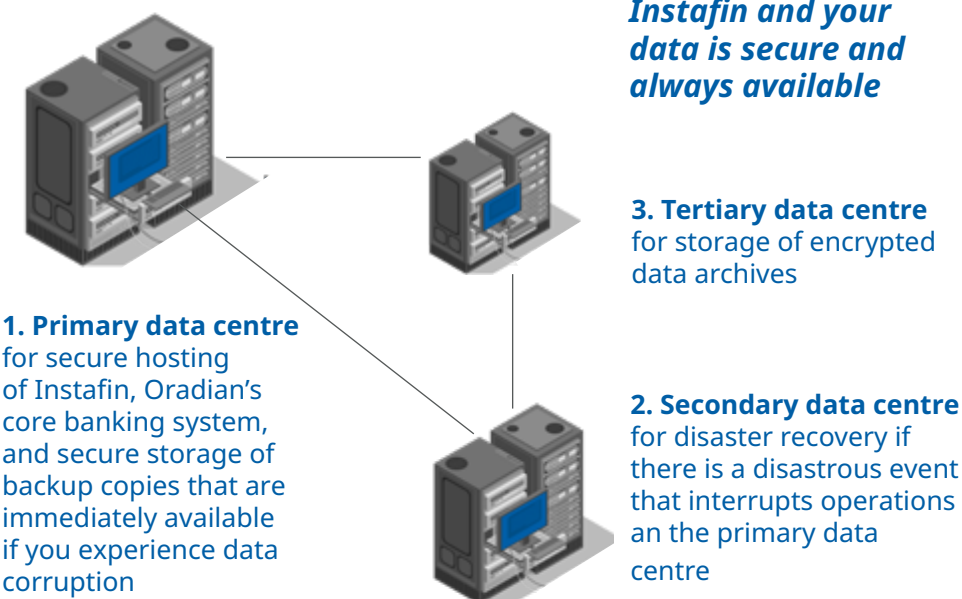 Instafin and your
data is secure and
always available
3. Tertiary data centre
for storage of encrypted
data archives
1. Primary data centre
for secure hosting
of Instafin, Oradian’s
core banking system,
and secure storage of
backup copies that are
immediately available
if you experience data
corruption
2. Secondary data centre
for disaster recovery if
there is a disastrous event
that interrupts operations
an the primary data
centre